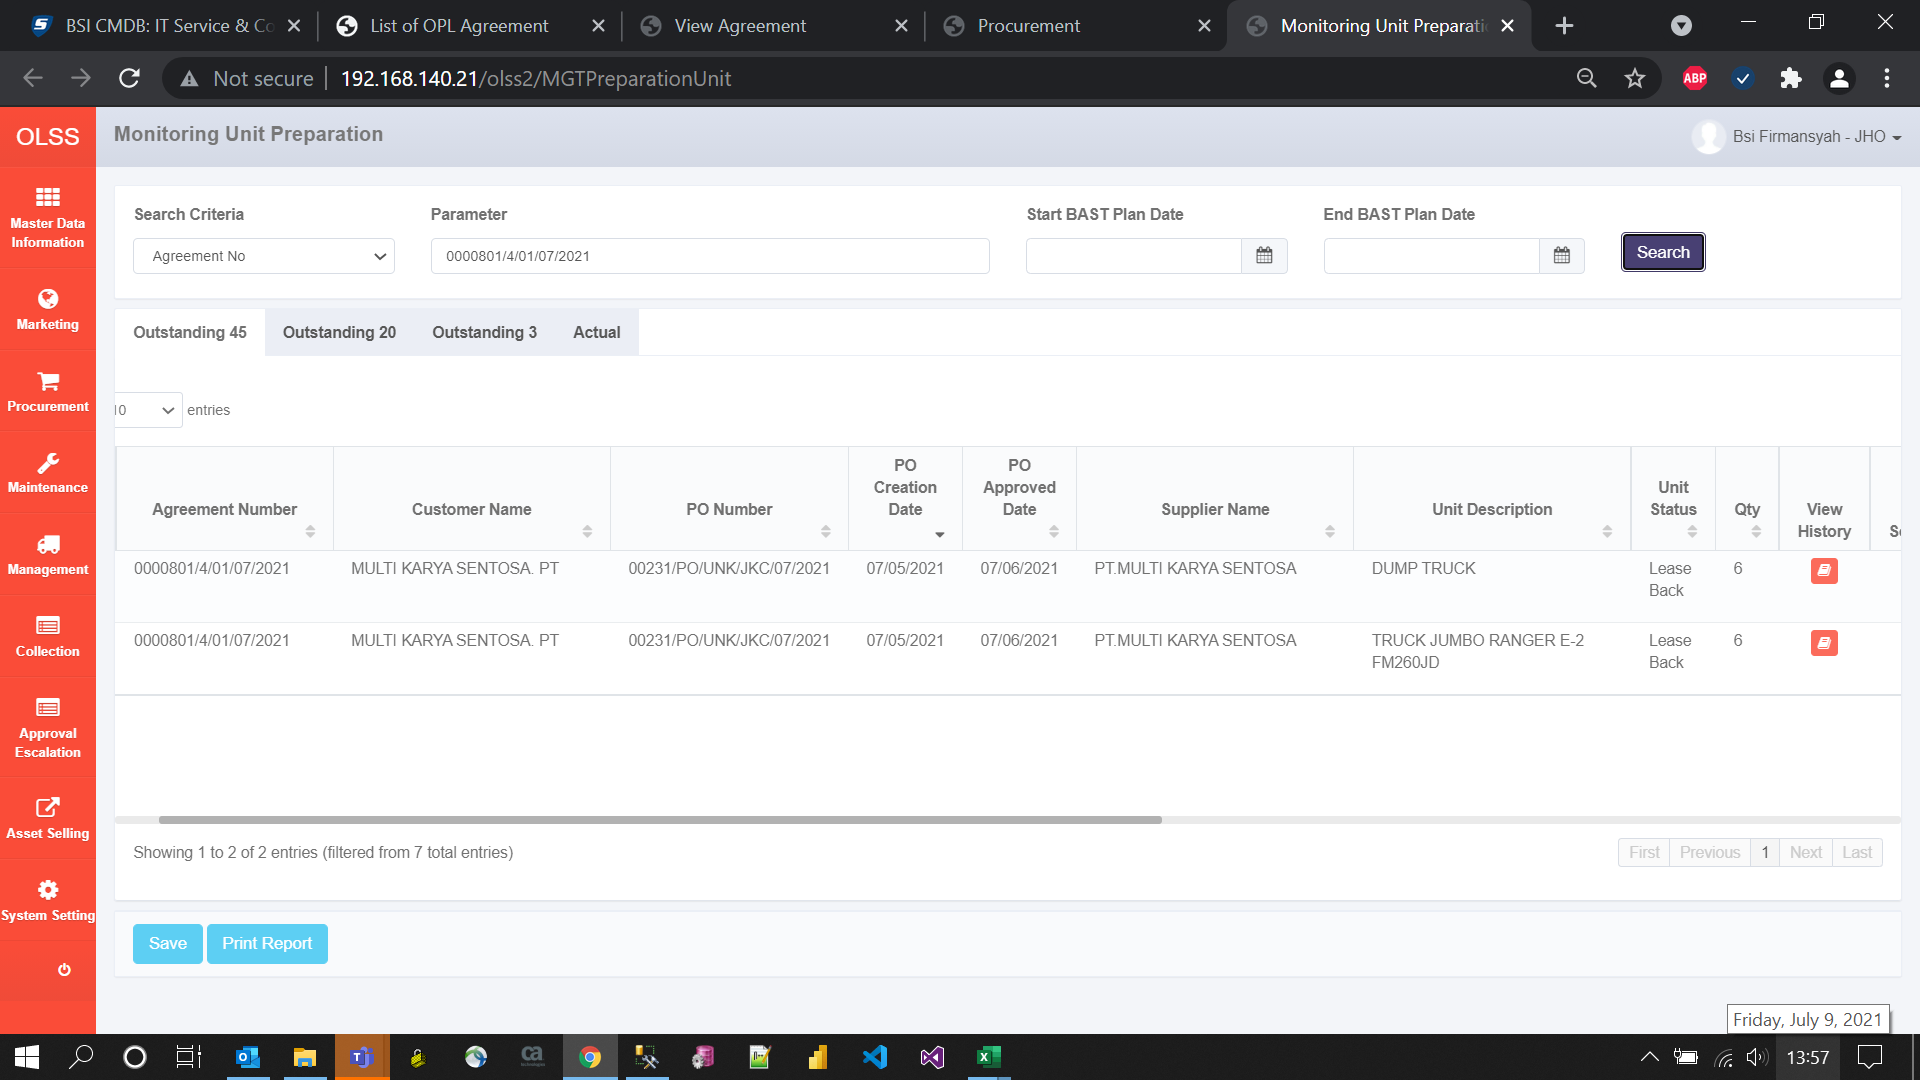 BSI CMDB: IT Service & Co
List of OPL Agreement
View Agreement
Procurement
Monitoring Unit Preparati
Not secure
192.168.140.21/olss2/MGTPreparationUnit
ABP
OLSS
Monitoring Unit Preparation
Bsi Firmansyah - JHO
Master Data
Information
Marketing
Procurement
Maintenance
Management
Collection
Approval
Escalation
Asset Selling
System Setting
Search Criteria
Parameter
Start BAST Plan Date
End BAST Plan Date
Agreement No
0000801/4/01/07/2021
Search
Outstanding 45
Outstanding 20
Outstanding 3
Actual
10
entries
Agreement Number
Customer Name
PO Number
PO
Creation
Date
PO
Approved
Date
Supplier Name
Unit Description
Unit
Status
Qty
View
History
0000801/4/01/07/2021
MULTI KARYA SENTOSA. PT
00231/PO/UNK/JKC/07/2021
07/05/2021
07/06/2021
PT.MULTI KARYA SENTOSA
DUMP TRUCK
Lease
Back
6
0000801/4/01/07/2021
MULTI KARYA SENTOSA. PT
00231/PO/UNK/JKC/07/2021
07/05/2021
07/06/2021
PT.MULTI KARYA SENTOSA
TRUCK JUMBO RANGER E-2
FM260JD
Lease
Back
6
Showing 1 to 2 of 2 entries (filtered from 7 total entries)
First
Previous
1
Next
Last
Save
Print Report
Friday, July 9, 2021
13:57